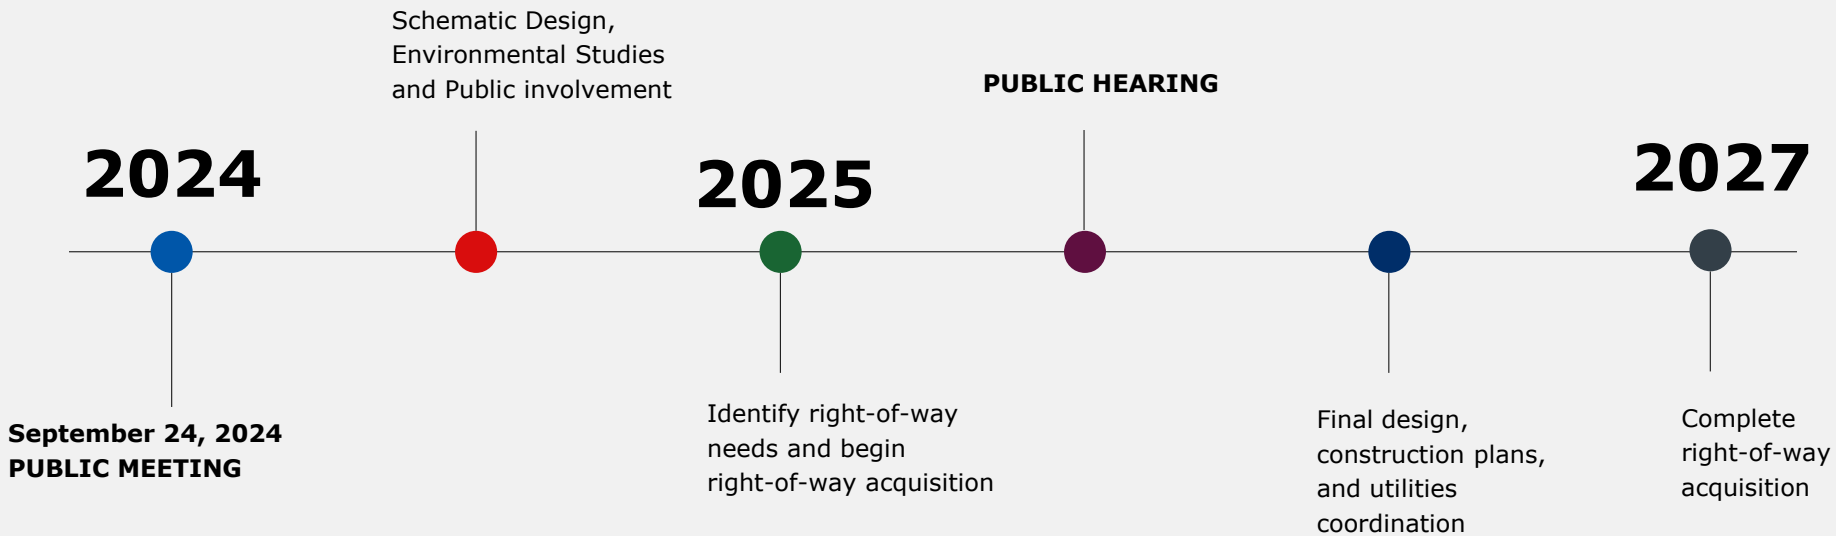 2024
September 24, 2024
PUBLIC MEETING
Schematic Design,
Environmental Studies
and Public involvement
2025
Identify right-of-way
needs and begin
right-of-way acquisition
PUBLIC HEARING
Final design,
construction plans,
and utilities
coordination
2027
Complete
right-of-way
acquisition